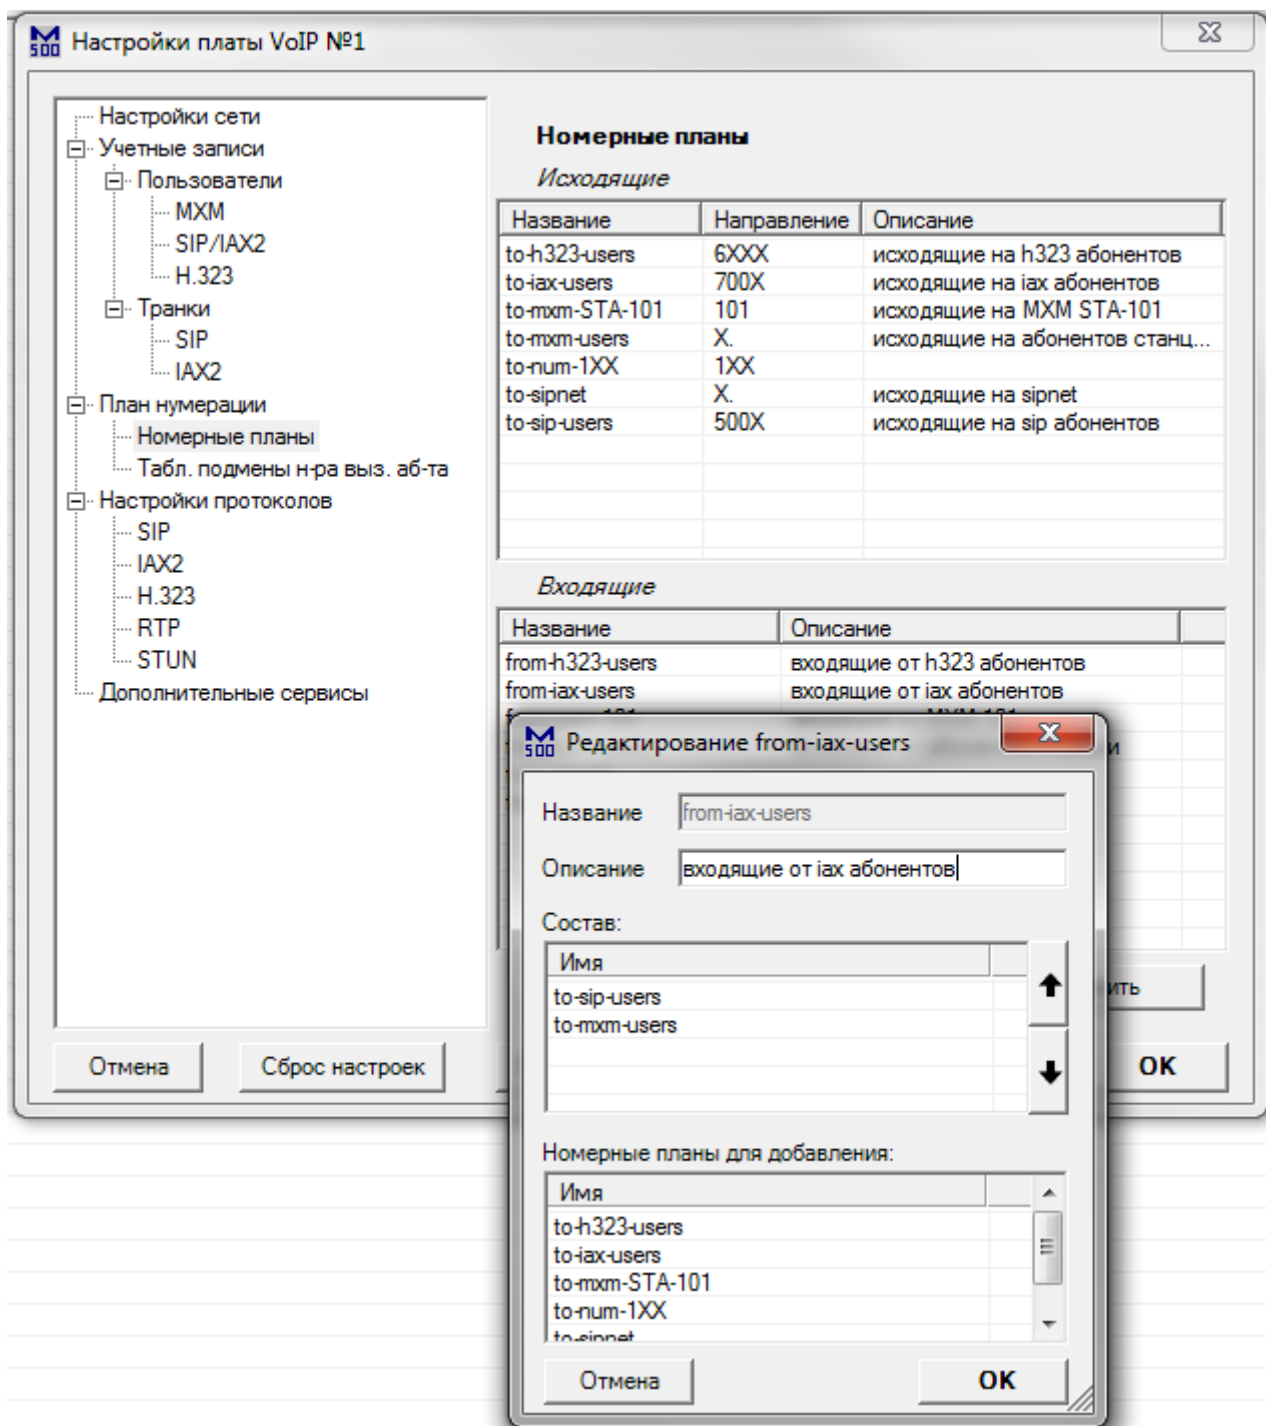 M 500 Настройки платы VoIP №1
Настройки сети
Учетные записи
Пользователи
MXM
SIP/IAX2
H.323
Транки
SIP
IAX2
План нумерации
Номерные планы
Табл. подмены н-ра выз. аб-та
Настройки протоколов
SIP
IAX2
H.323
RTP
STUN
Дополнительные сервисы
Номерные планы
Исходящие
Название Направление Описание
to-h323-users 6XXX исходящие на h323 абонентов
to-iax-users 700X исходящие на iax абонентов
to-mxm-STA-101 101 исходящие на MXM STA-101
to-mxm-users X. исходящие на абонентов станц...
to-num-1XX 1XX
to-sipnet X. исходящие на sipnet
to-sip-users 500X исходящие на sip абонентов
Входящие
Название Описание
from-h323-users входящие от h323 абонентов
from-iax-users входящие от iax абонентов
Отмена Сброс настроек OK
M 500 Редактирование from-iax-users
Название from-iax-users
Описание входящие от iax абонентов
Состав:
Имя
to-sip-users
to-mxm-users
Номерные планы для добавления:
Имя
to-h323-users
to-iax-users
to-mxm-STA-101
to-num-1XX
to-sipnet
Отмена OK